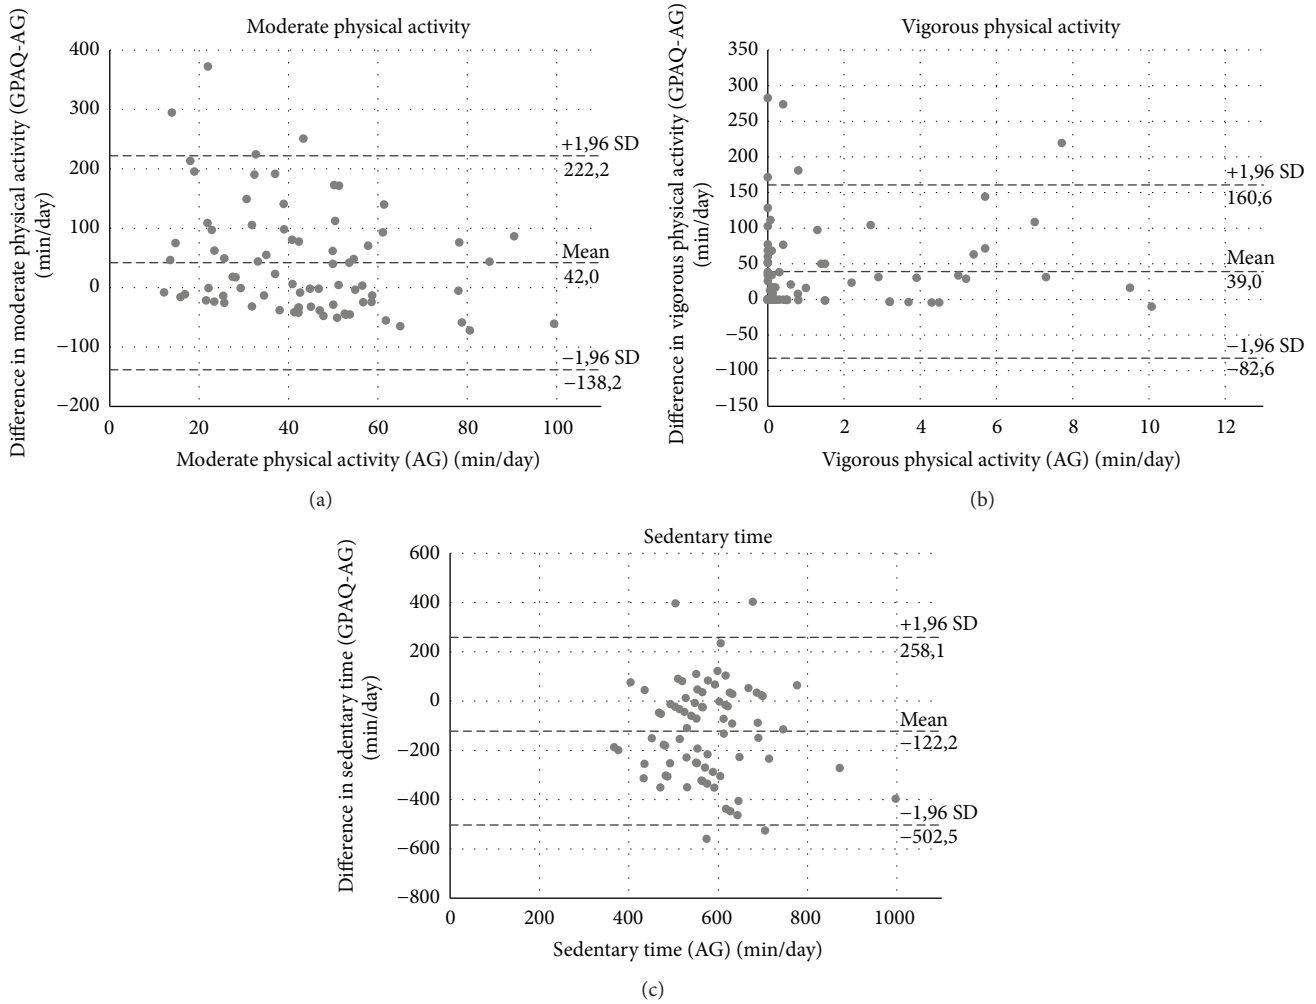 Moderate physical activity
Difference in moderate physical activity (GPAQ-AG)
(min/day)
400
300
200
100
0
−100
−200
+1,96 SD
222,2
Mean
42,0
−1,96 SD
−138,2
0 20 40 60 80 100
Moderate physical activity (AG) (min/day)
(a)
Vigorous physical activity
Difference in vigorous physical activity (GPAQ-AG)
(min/day)
350
300
250
200
150
100
50
0
−50
−100
−150
+1,96 SD
160,6
Mean
39,0
−1,96 SD
−82,6
0 2 4 6 8 10 12
Vigorous physical activity (AG) (min/day)
(b)
Sedentary time
Difference in sedentary time (GPAQ-AG)
(min/day)
600
400
200
0
−200
−400
−600
−800
+1,96 SD
258,1
Mean
−122,2
−1,96 SD
−502,5
0 200 400 600 800 1000
Sedentary time (AG) (min/day)
(c)